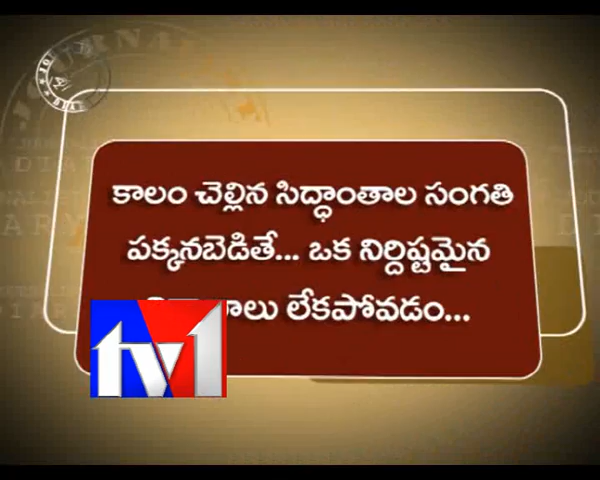 కాలం చెల్లిన సిద్ధాంతాల సంగతి
పక్కనబెడితే... ఒక నిర్దిష్టమైన
లేకపోవడం...
tv1